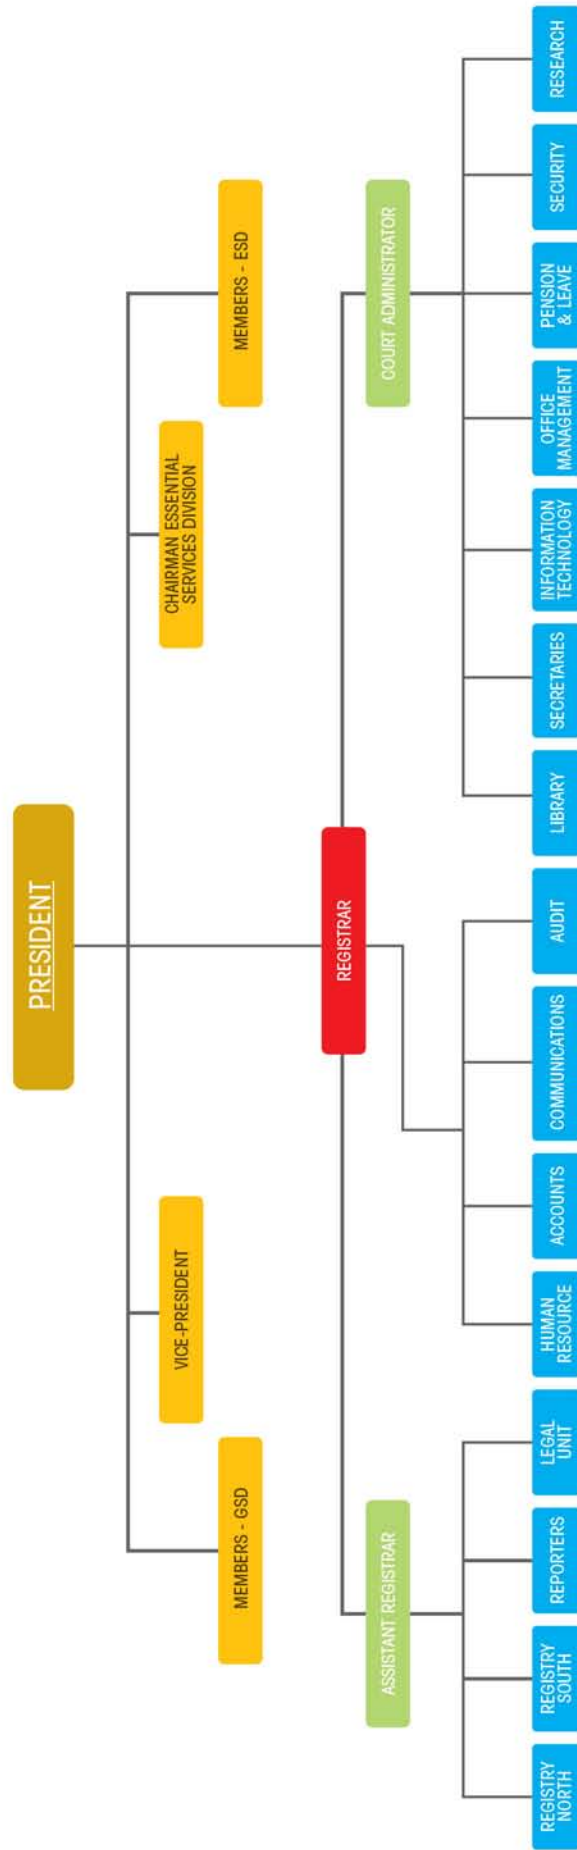 PRESIDENT
VICE-PRESIDENT
CHAIRMAN ESSENTIAL
SERVICES DIVISION
MEMBERS - GSD
MEMBERS - ESD
REGISTRAR
ASSISTANT REGISTRAR
COURT ADMINISTRATOR
REGISTRY
NORTH
REGISTRY
SOUTH
REPORTERS
LEGAL
UNIT
HUMAN
RESOURCE
ACCOUNTS
COMMUNICATIONS
AUDIT
LIBRARY
SECRETARIES
INFORMATION
TECHNOLOGY
OFFICE
MANAGEMENT
PENSION
& LEAVE
SECURITY
RESEARCH